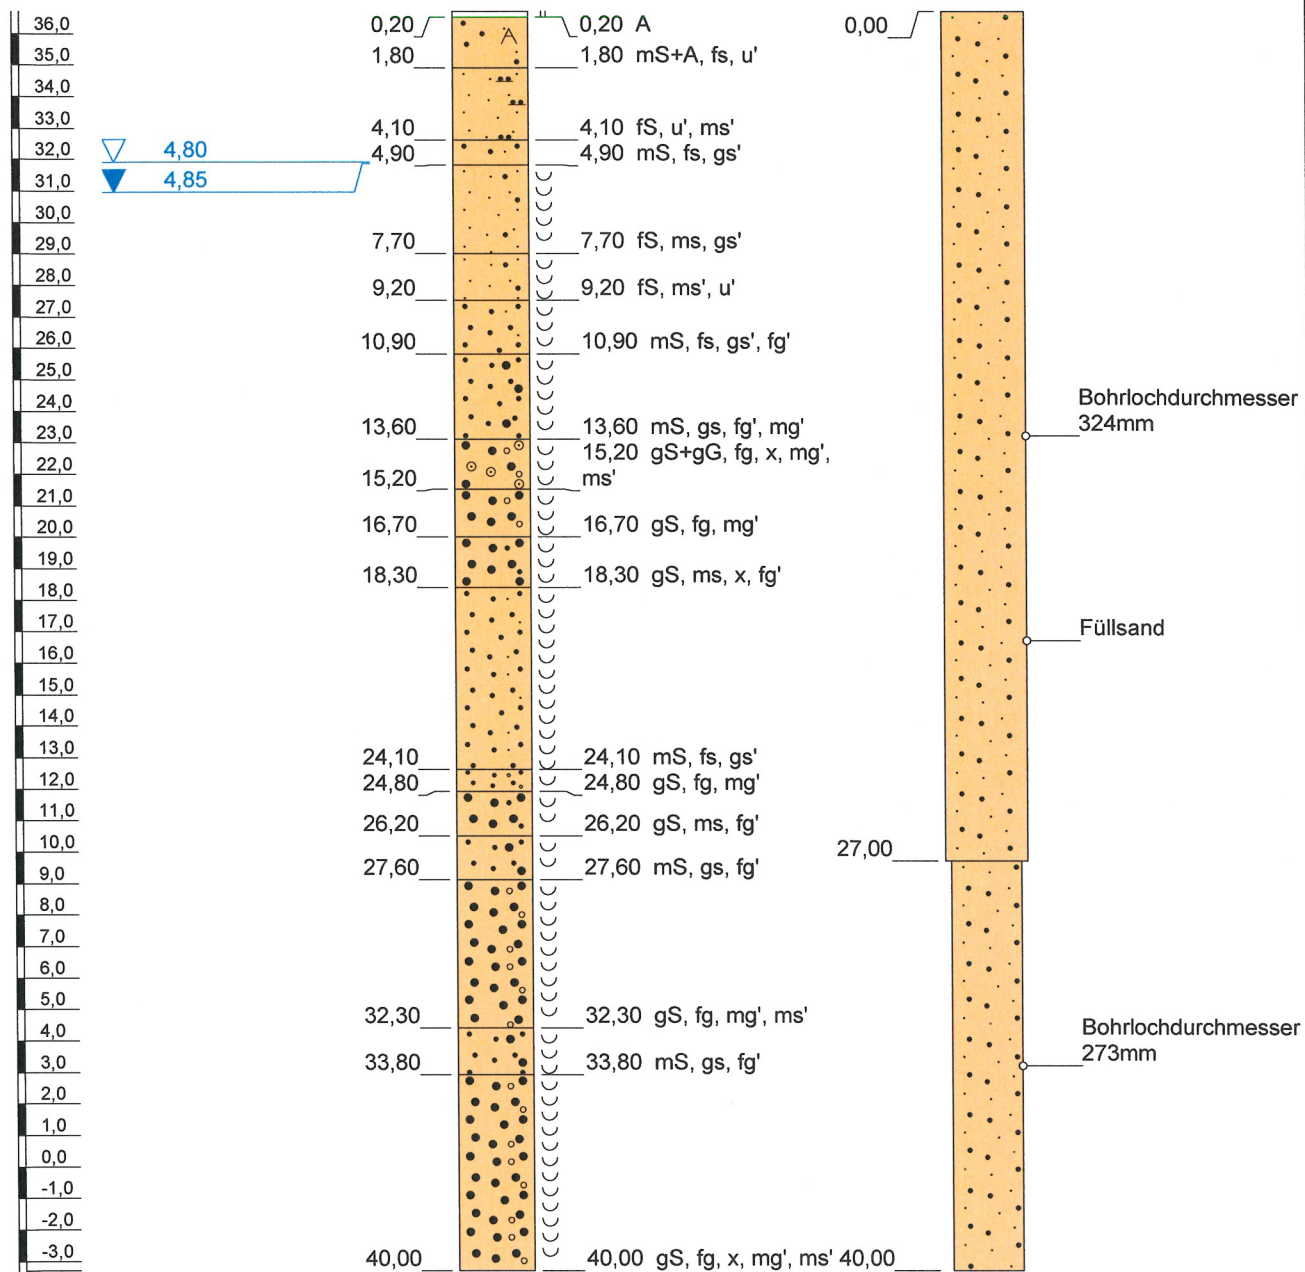 36,0
35,0
34,0
33,0
32,0
31,0
30,0
29,0
28,0
27,0
26,0
25,0
24,0
23,0
22,0
21,0
20,0
19,0
18,0
17,0
16,0
15,0
14,0
13,0
12,0
11,0
10,0
9,0
8,0
7,0
6,0
5,0
4,0
3,0
2,0
1,0
0,0
-1,0
-2,0
-3,0
4,80
4,85
0,20
1,80
4,10
4,90
7,70
9,20
10,90
13,60
15,20
16,70
18,30
24,10
24,80
26,20
27,60
32,30
33,80
40,00
A
0,20 A
1,80 mS+A, fs, u'
4,10 fS, u', ms'
4,90 mS, fs, gs'
7,70 fS, ms, gs'
9,20 fS, ms', u'
10,90 mS, fs, gs', fg'
13,60 mS, gs, fg', mg'
15,20 gS+gG, fg, x, mg',
ms'
16,70 gS, fg, mg'
18,30 gS, ms, x, fg'
24,10 mS, fs, gs'
24,80 gS, fg, mg'
26,20 gS, ms, fg'
27,60 mS, gs, fg'
32,30 gS, fg, mg', ms'
33,80 mS, gs, fg'
40,00 gS, fg, x, mg', ms'
0,00
27,00
40,00
Bohrlochdurchmesser
324mm
Füllsand
Bohrlochdurchmesser
273mm